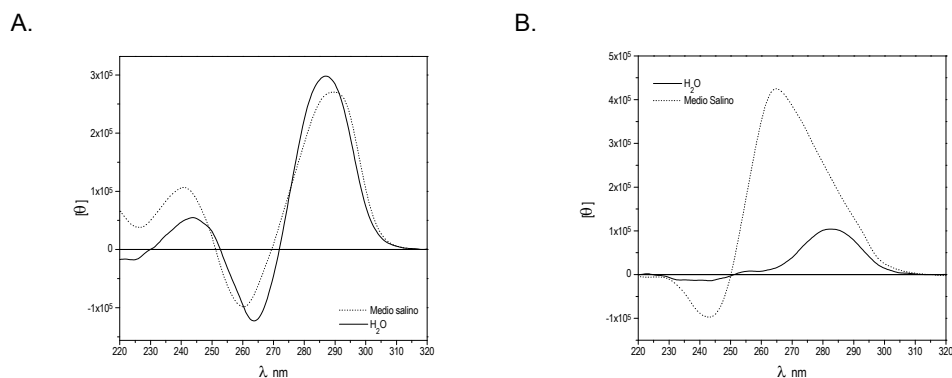 A.
3x10⁵
2x10⁵
1x10⁵
0
-1x10⁵
[θ]
Medio salino
H₂O
220 230 240 250 260 270 280 290 300 310 320
λ nm
B.
5x10⁵
4x10⁵
3x10⁵
2x10⁵
1x10⁵
0
-1x10⁵
[θ]
H₂O
Medio Salino
220 230 240 250 260 270 280 290 300 310 320
λ nm